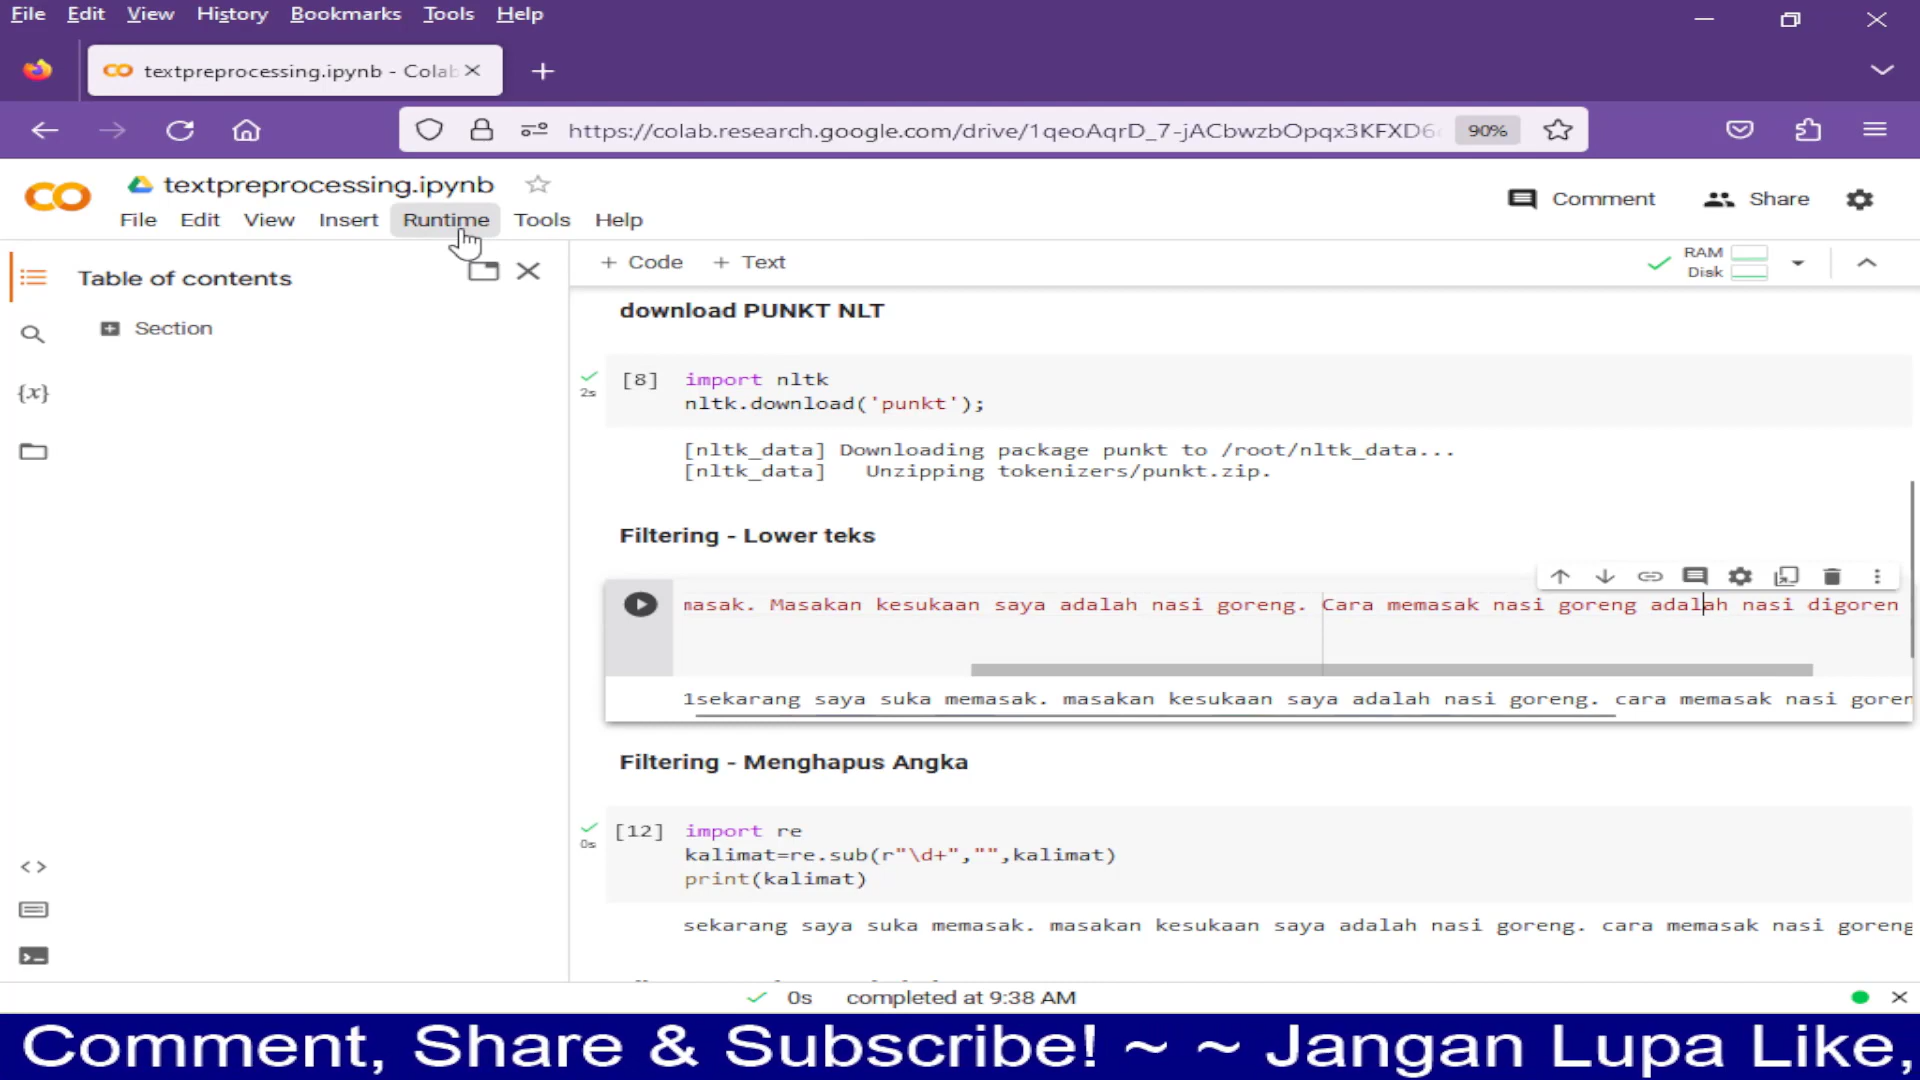 File Edit View History Bookmarks Tools Help
textpreprocessing.ipynb - Colab
https://colab.research.google.com/drive/1qeoAqrD_7-jACbwzbOpqx3KFXD6
90%
CO textpreprocessing.ipynb
Comment Share
File Edit View Insert Runtime Tools Help
Table of contents
Section
{x}
+ Code + Text
RAM
Disk
download PUNKT NLT
2s
[8] import nltk
nltk.download('punkt');
[nltk_data] Downloading package punkt to /root/nltk_data...
[nltk_data]   Unzipping tokenizers/punkt.zip.
Filtering - Lower teks
masak. Masakan kesukaan saya adalah nasi goreng. Cara memasak nasi goreng adalah nasi digoren
1sekarang saya suka memasak. masakan kesukaan saya adalah nasi goreng. cara memasak nasi goren
Filtering - Menghapus Angka
0s
[12] import re
kalimat=re.sub(r"\d+","",kalimat)
print(kalimat)
sekarang saya suka memasak. masakan kesukaan saya adalah nasi goreng. cara memasak nasi goreng
0s completed at 9:38 AM
Comment, Share & Subscribe! ~ ~ Jangan Lupa Like,